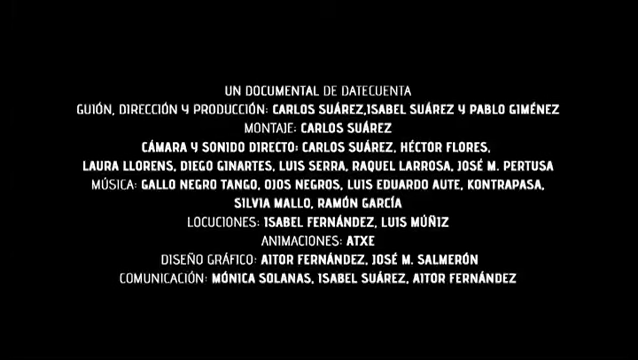 UN DOCUMENTAL DE DATECUENTA
GUIÓN, DIRECCIÓN Y PRODUCCIÓN: CARLOS SUÁREZ,ISABEL SUÁREZ Y PABLO GIMÉNEZ
MONTAJE: CARLOS SUÁREZ
CÁMARA Y SONIDO DIRECTO: CARLOS SUÁREZ, HÉCTOR FLORES,
LAURA LLORENS, DIEGO GINARTES, LUIS SERRA, RAQUEL LARROSA, JOSÉ M. PERTUSA
MÚSICA: GALLO NEGRO TANGO, OJOS NEGROS, LUIS EDUARDO AUTE, KONTRAPASA,
SILVIA MALLO, RAMÓN GARCÍA
LOCUCIONES: ISABEL FERNÁNDEZ, LUIS MÚÑIZ
ANIMACIONES: ATXE
DISEÑO GRÁFICO: AITOR FERNÁNDEZ, JOSÉ M. SALMERÓN
COMUNICACIÓN: MÓNICA SOLANAS, ISABEL SUÁREZ, AITOR FERNÁNDEZ